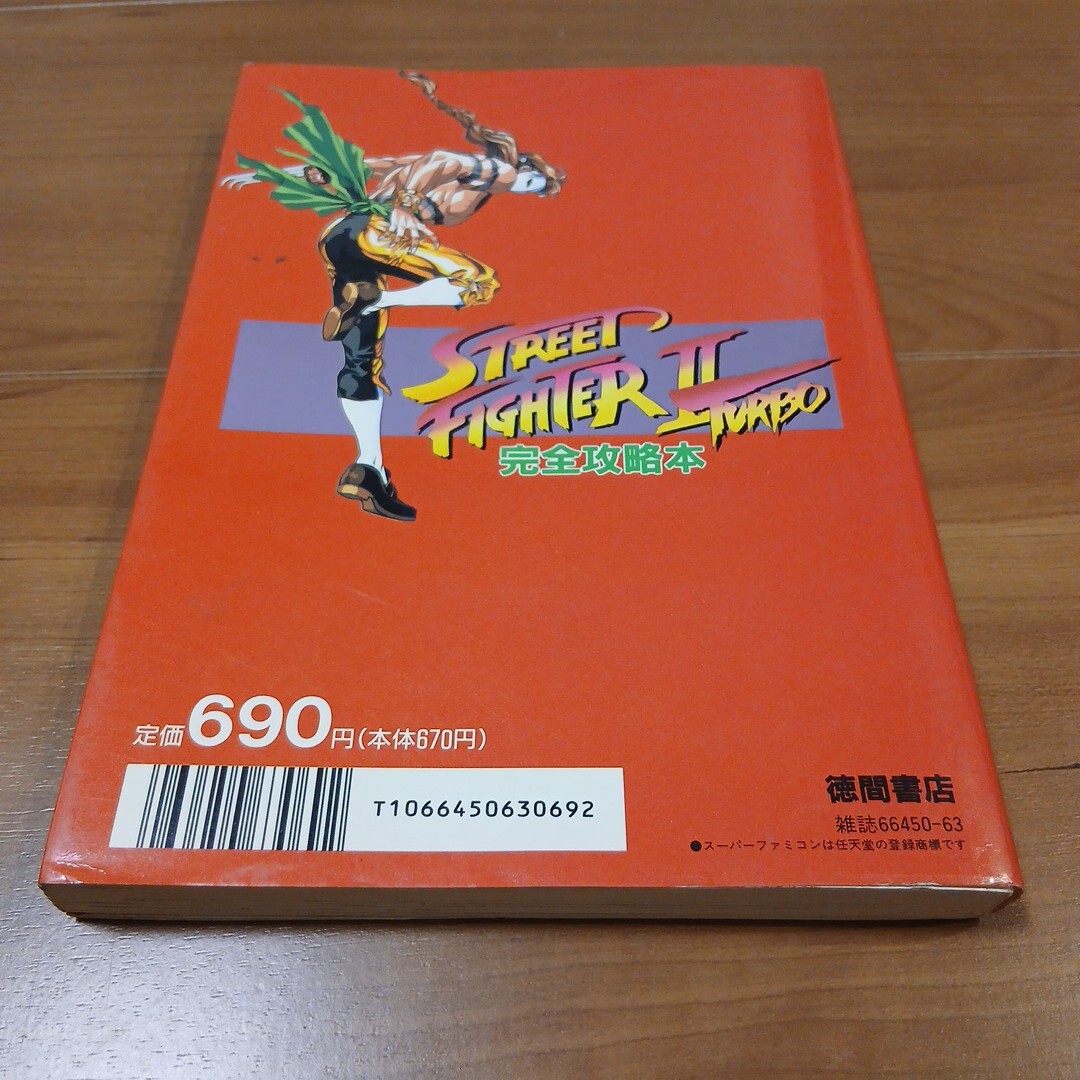 STREET
FIGHTER II
TURBO
完全攻略本
定価690円(本体670円)
T1066450630692
徳間書店
雑誌66450-63
●スーパーファミコンは任天堂の登録商標です